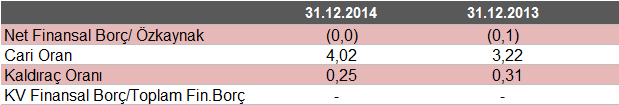 31.12.2014 31.12.2013
Net Finansal Borç/ Özkaynak (0,0) (0,1)
Cari Oran 4,02 3,22
Kaldıraç Oranı 0,25 0,31
KV Finansal Borç/Toplam Fin.Borç - -